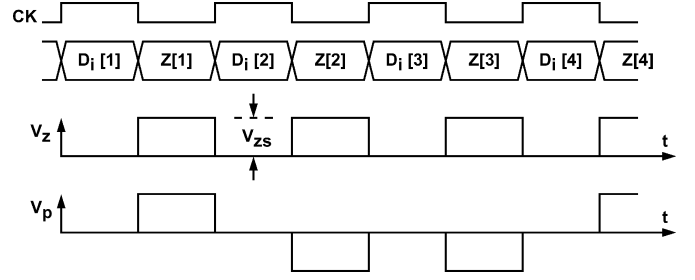 CK
Di [1] Z[1] Di [2] Z[2] Di [3] Z[3] Di [4] Z[4]
Vz
Vzs
t
Vp
t